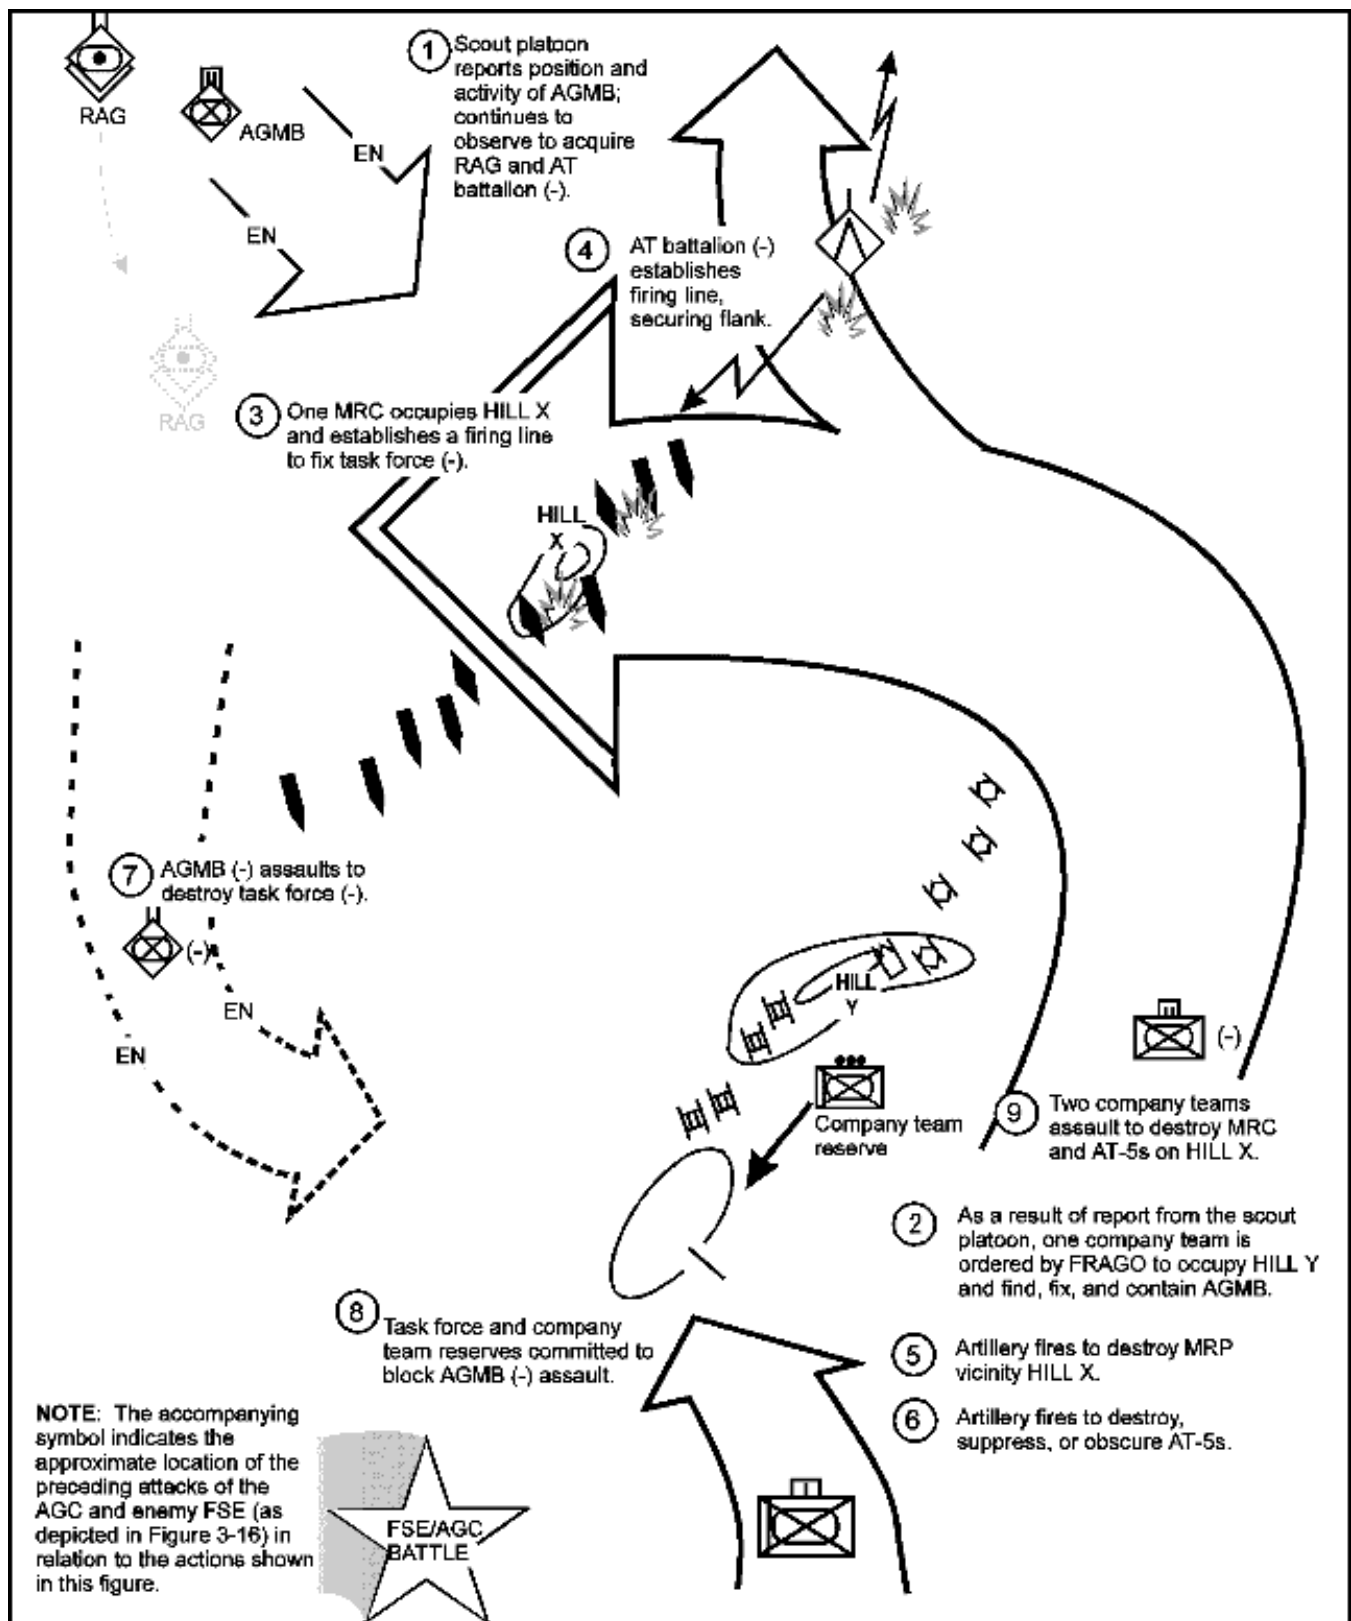 RAG
AGMB
EN
EN
1
Scout platoon
reports position and
activity of AGMB;
continues to
observe to acquire
RAG and AT
battalion (-).
4
AT battalion (-)
establishes
firing line,
securing flank.
RAG
3
One MRC occupies HILL X
and establishes a firing line
to fix task force (-).
HILL
X
7
AGMB (-) assaults to
destroy task force (-).
(-)
EN
EN
HILL
Y
Company team
reserve
(-)
9
Two company teams
assault to destroy MRC
and AT-5s on HILL X.
2
As a result of report from the scout
platoon, one company team is
ordered by FRAGO to occupy HILL Y
and find, fix, and contain AGMB.
8
Task force and company
team reserves committed to
block AGMB (-) assault.
5
Artillery fires to destroy MRP
vicinity HILL X.
6
Artillery fires to destroy,
suppress, or obscure AT-5s.
NOTE: The accompanying
symbol indicates the
approximate location of the
preceding attacks of the
AGC and enemy FSE (as
depicted in Figure 3-16) in
relation to the actions shown
in this figure.
FSE/AGC
BATTLE